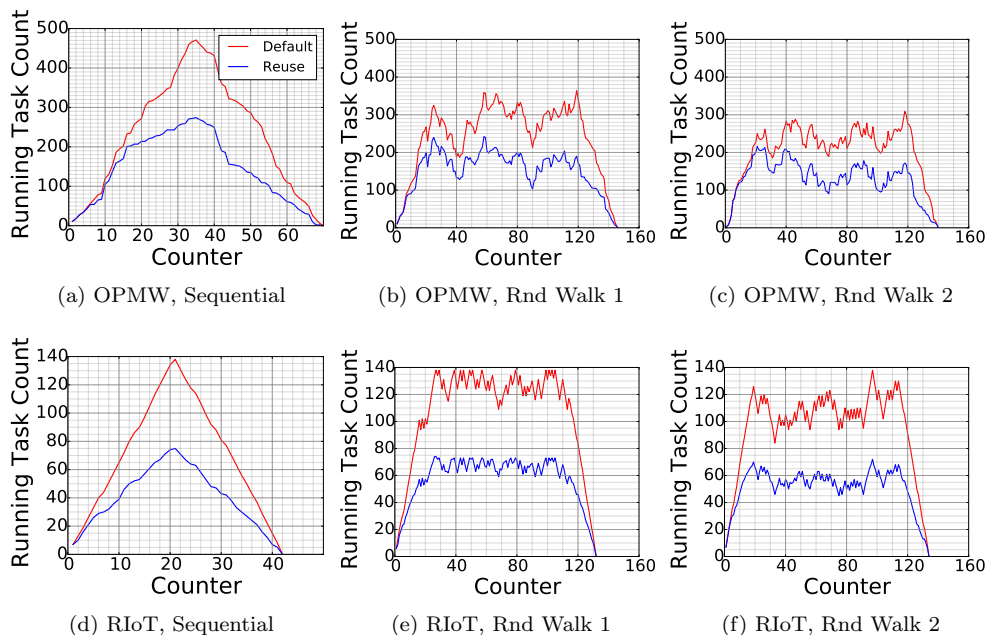 Running Task Count
500
400
300
200
100
0
0 10 20 30 40 50 60
Counter
Default
Reuse
(a) OPMW, Sequential
Running Task Count
500
400
300
200
100
0
0 40 80 120 160
Counter
(b) OPMW, Rnd Walk 1
Running Task Count
500
400
300
200
100
0
0 40 80 120 160
Counter
(c) OPMW, Rnd Walk 2
Running Task Count
140
120
100
80
60
40
20
0
0 10 20 30 40
Counter
(d) RIoT, Sequential
Running Task Count
140
120
100
80
60
40
20
0
0 40 80 120 160
Counter
(e) RIoT, Rnd Walk 1
Running Task Count
140
120
100
80
60
40
20
0
0 40 80 120 160
Counter
(f) RIoT, Rnd Walk 2